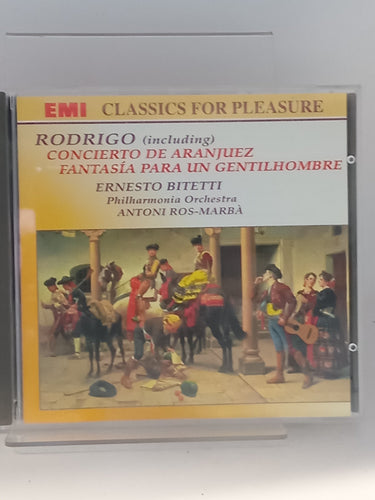 EMI CLASSICS FOR PLEASURE
RODRIGO (including)
CONCIERTO DE ARANJUEZ
FANTASÍA PARA UN GENTILHOMBRE
ERNESTO BITETTI
Philharmonia Orchestra
ANTONI ROS-MARBÀ